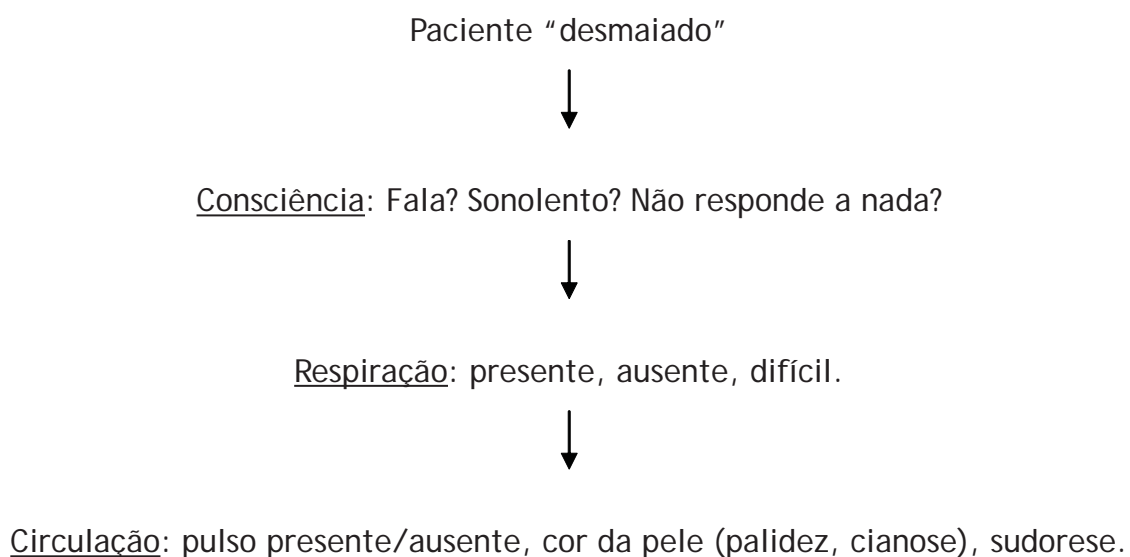 Paciente “desmaiado”
Consciência: Fala? Sonolento? Não responde a nada?
Respiração: presente, ausente, difícil.
Circulação: pulso presente/ausente, cor da pele (palidez, cianose), sudorese.